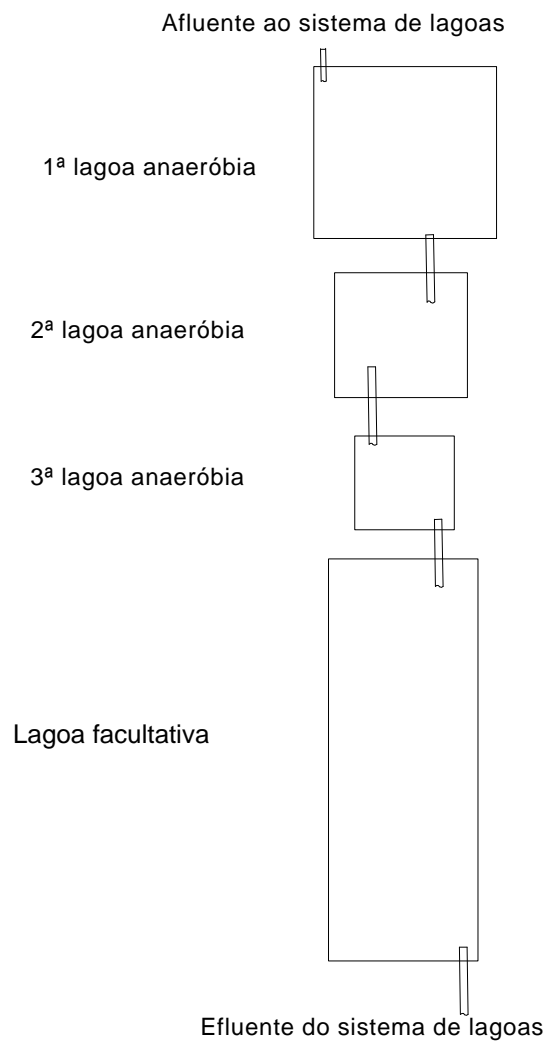 Afluente ao sistema de lagoas
1ª lagoa anaeróbia
2ª lagoa anaeróbia
3ª lagoa anaeróbia
Lagoa facultativa
Efluente do sistema de lagoas